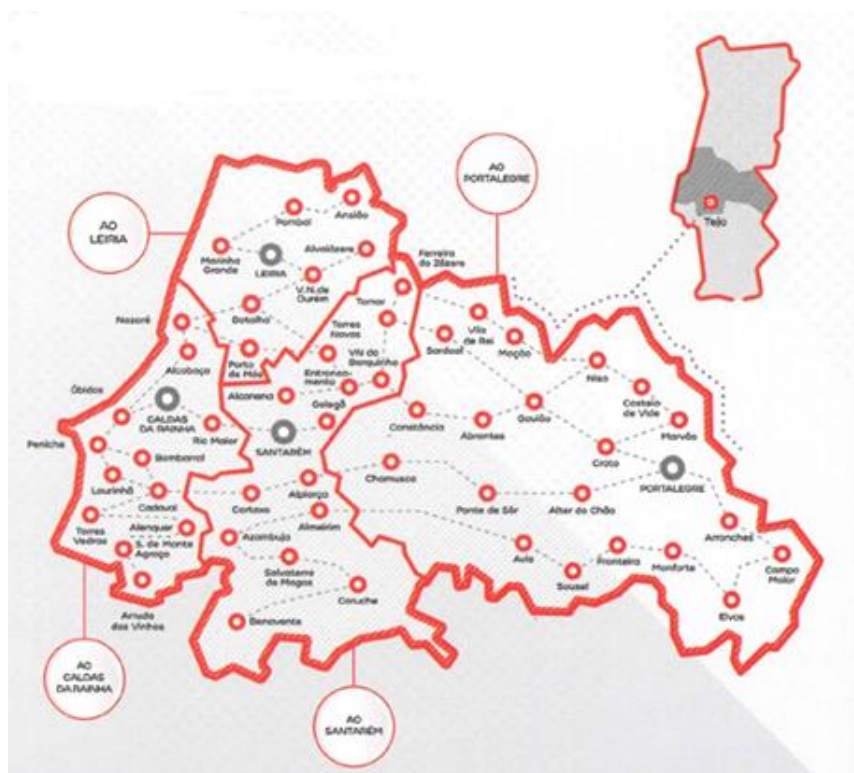 AO
PORTALEGRE
AO
LEIRIA
Tejo
Pombal
Ansião
Marinha
Grande
LEIRIA
Alvaiázere
V.N. de
Ourém
Ferreira
do Zêzere
Nazaré
Batalha
Tomar
Torres
Novas
Vila
de Rei
Sardoal
Mação
Alcobaça
Porto
de Mós
VN da
Barquinha
Entronca-
mento
Nisa
Castelo
de Vide
Óbidos
Alcanena
Golegã
CALDAS
DA RAINHA
Rio Maior
SANTARÉM
Constância
Abrantes
Gavião
Marvão
Peniche
Bombarral
Crato
PORTALEGRE
Lourinhã
Cadaval
Cartaxo
Alpiarça
Chamusca
Ponte de Sôr
Alter do Chão
Torres
Vedras
Alenquer
S. de Monte
Agraço
Azambuja
Almeirim
Arronches
Avis
Sousel
Fronteira
Monforte
Campo
Maior
Salvaterra
de Magos
Coruche
Elvas
Arruda
dos Vinhos
Benavente
AO
CALDAS
DA RAINHA
AO
SANTARÉM